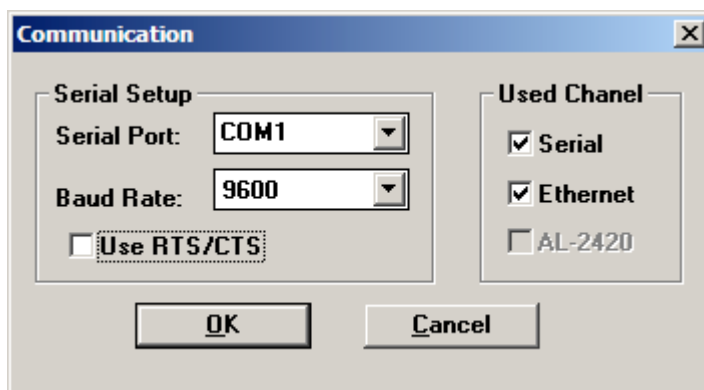 Communication
Serial Setup
Serial Port: COM1
Baud Rate: 9600
Use RTS/CTS
Used Chanel
Serial
Ethernet
AL-2420
OK
Cancel